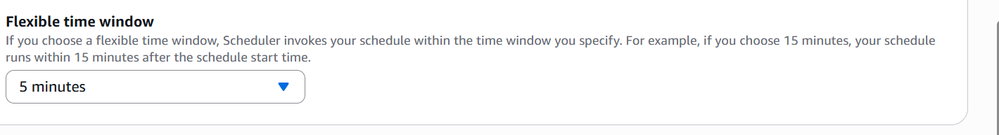 Flexible time window
If you choose a flexible time window, Scheduler invokes your schedule within the time window you specify. For example, if you choose 15 minutes, your schedule
runs within 15 minutes after the schedule start time.
5 minutes